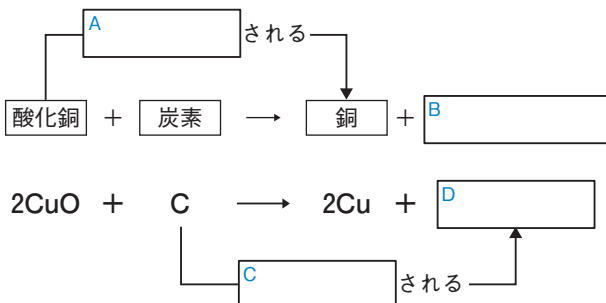 A される
酸化銅 + 炭素 → 銅 + B
2CuO + C → 2Cu + D
C される